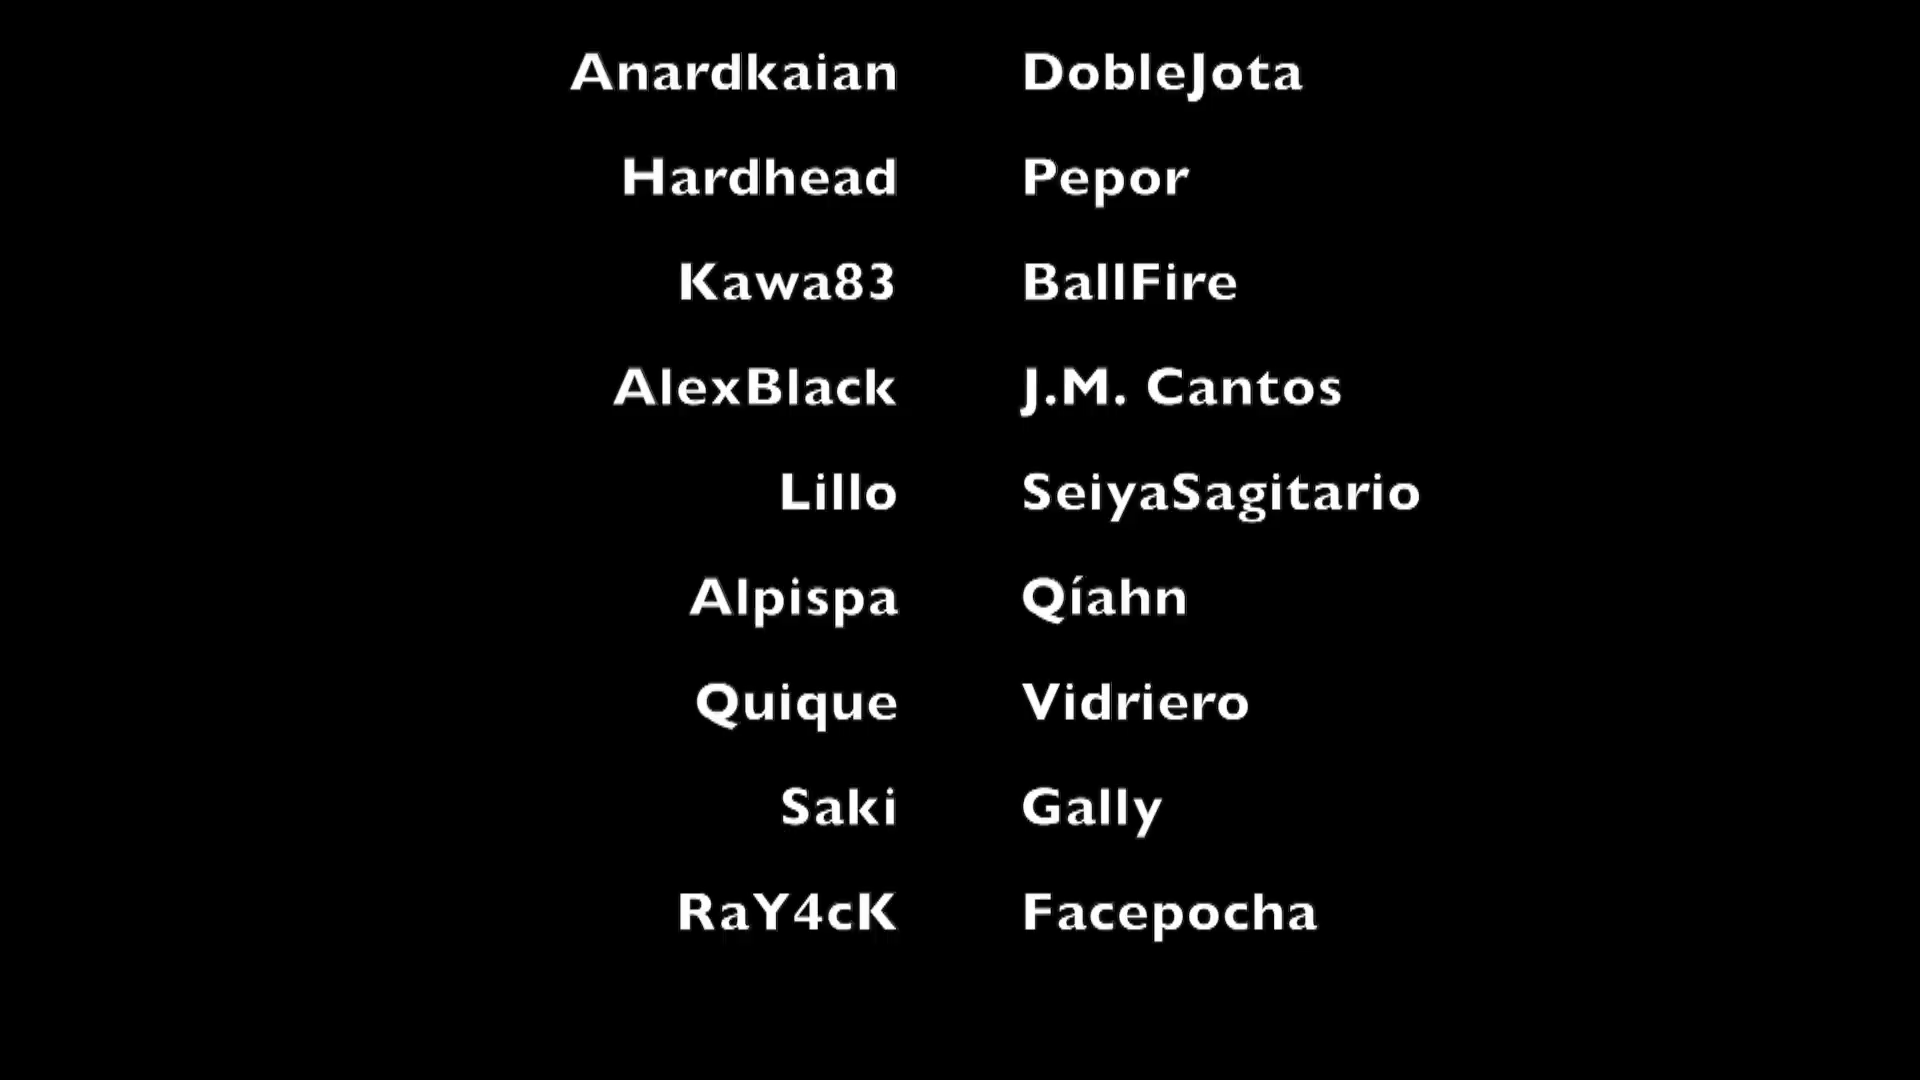 Anardkaian DobleJota
Hardhead Pepor
Kawa83 BallFire
AlexBlack J.M. Cantos
Lillo SeiyaSagitario
Alpispa Qíahn
Quique Vidriero
Saki Gally
RaY4cK Facepocha